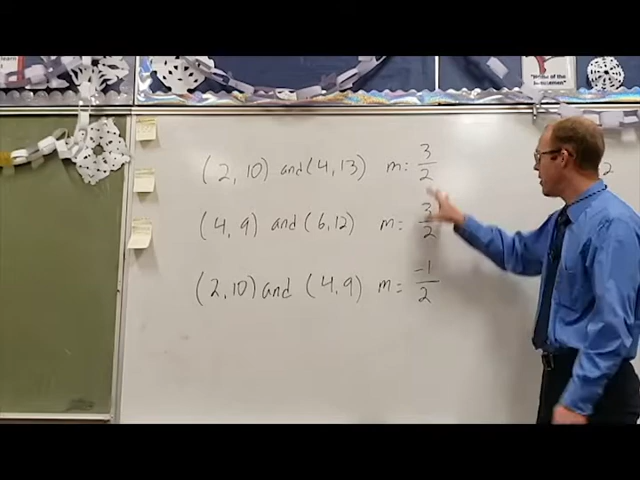 (2, 10) and (4, 13) m: 3/2
(4, 9) and (6, 12) m = 3/2
(2, 10) and (4, 9) m = -1/2
2